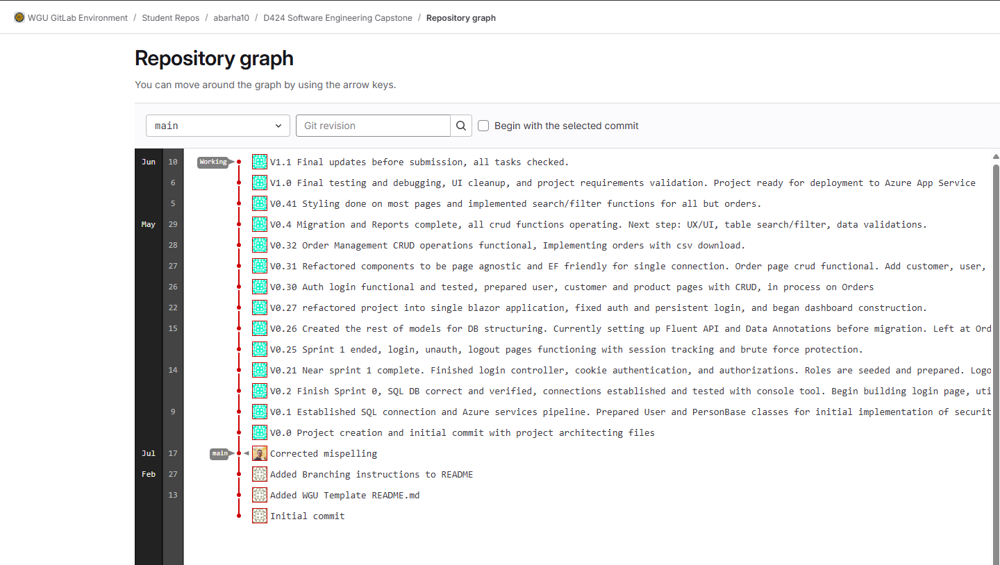 WGU GitLab Environment / Student Repos / abarha10 / D424 Software Engineering Capstone / Repository graph
Repository graph
You can move around the graph by using the arrow keys.
main Git revision Begin with the selected commit
Jun 10 Working V1.1 Final updates before submission, all tasks checked.
6 V1.0 Final testing and debugging, UI cleanup, and project requirements validation. Project ready for deployment to Azure App Service
5 V0.41 Styling done on most pages and implemented search/filter functions for all but orders.
May 29 V0.4 Migration and Reports complete, all crud functions operating. Next step: UX/UI, table search/filter, data validations.
28 V0.32 Order Management CRUD operations functional, Implementing orders with csv download.
27 V0.31 Refactored components to be page agnostic and EF friendly for single connection. Order page crud functional. Add customer, user,
26 V0.30 Auth login functional and tested, prepared user, customer and product pages with CRUD, in process on Orders
22 V0.27 refactored project into single blazor application, fixed auth and persistent login, and began dashboard construction.
15 V0.26 Created the rest of models for DB structuring. Currently setting up Fluent API and Data Annotations before migration. Left at Ord
V0.25 Sprint 1 ended, login, unauth, logout pages functioning with session tracking and brute force protection.
14 V0.21 Near sprint 1 complete. Finished login controller, cookie authentication, and authorizations. Roles are seeded and prepared. Logo
V0.2 Finish Sprint 0, SQL DB correct and verified, connections established and tested with console tool. Begin building login page, uti
9 V0.1 Established SQL connection and Azure services pipeline. Prepared User and PersonBase classes for initial implementation of securit
V0.0 Project creation and initial commit with project architecting files
Jul 17 main Corrected mispelling
Feb 27 Added Branching instructions to README
13 Added WGU Template README.md
Initial commit